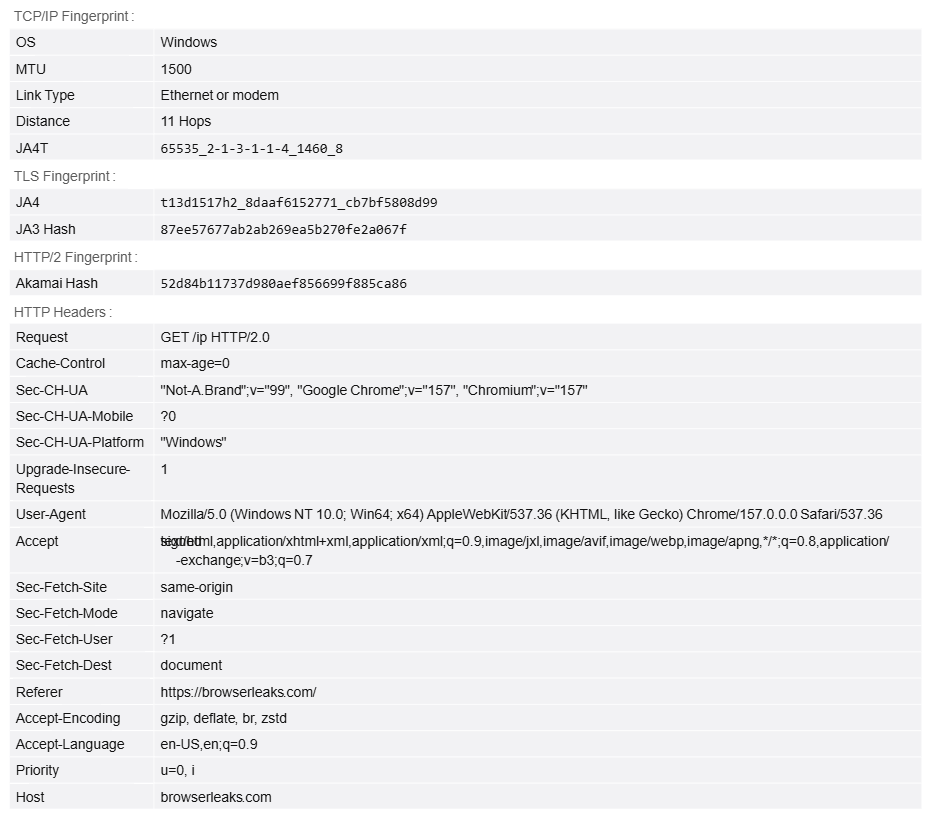 TCP/IP Fingerprint :
OS Windows
MTU 1500
Link Type Ethernet or modem
Distance 11 Hops
JA4T 65535_2-1-3-1-1-4_1460_8
TLS Fingerprint :
JA4 t13d1517h2_8daaf6152771_cb7bf5808d99
JA3 Hash 87ee57677ab2ab269ea5b270fe2a067f
HTTP/2 Fingerprint :
Akamai Hash 52d84b11737d980aef856699f885ca86
HTTP Headers :
Request GET /ip HTTP/2.0
Cache-Control max-age=0
Sec-CH-UA "Not-A.Brand";v="99", "Google Chrome";v="157", "Chromium";v="157"
Sec-CH-UA-Mobile ?0
Sec-CH-UA-Platform "Windows"
Upgrade-Insecure- 1
Requests
User-Agent Mozilla/5.0 (Windows NT 10.0; Win64; x64) AppleWebKit/537.36 (KHTML, like Gecko) Chrome/157.0.0.0 Safari/537.36
Accept ,application/xhtml+xml,application/xml;q=0.9,image/jxl,image/avif,image/webp,image/apng,*/*;q=0.8,application/
-exchange;v=b3;q=0.7
Sec-Fetch-Site same-origin
Sec-Fetch-Mode navigate
Sec-Fetch-User ?1
Sec-Fetch-Dest document
Referer https://browserleaks.com/
Accept-Encoding gzip, deflate, br, zstd
Accept-Language en-US,en;q=0.9
Priority u=0, i
Host browserleaks.com